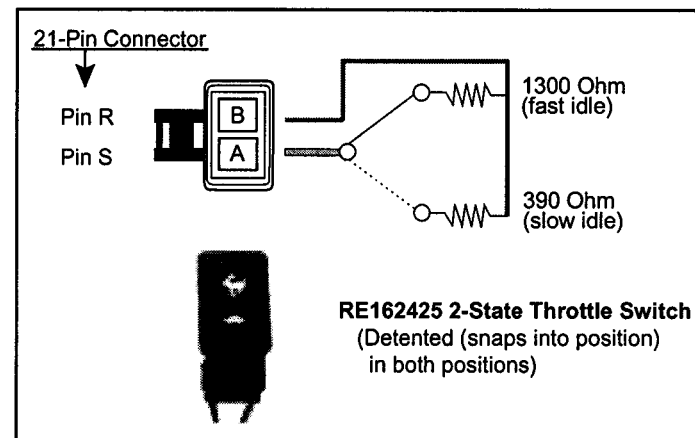 21-Pin Connector
Pin R
Pin S
B
A
1300 Ohm
(fast idle)
390 Ohm
(slow idle)
RE162425 2-State Throttle Switch
(Detented (snaps into position)
in both positions)